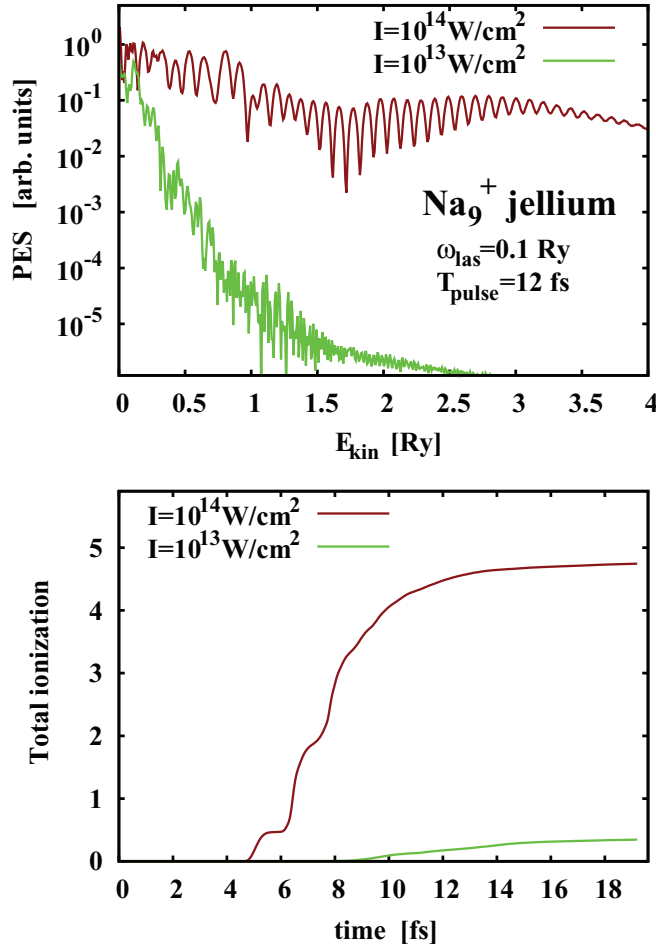 I=10¹⁴W/cm²
I=10¹³W/cm²
PES [arb. units]
10⁰
10⁻¹
10⁻²
10⁻³
10⁻⁴
10⁻⁵
Na₉⁺ jellium
ωlas=0.1 Ry
Tpulse=12 fs
0 0.5 1 1.5 2 2.5 3 3.5 4
Ekin [Ry]
I=10¹⁴W/cm²
I=10¹³W/cm²
Total ionization
5
4
3
2
1
0
0 2 4 6 8 10 12 14 16 18
time [fs]